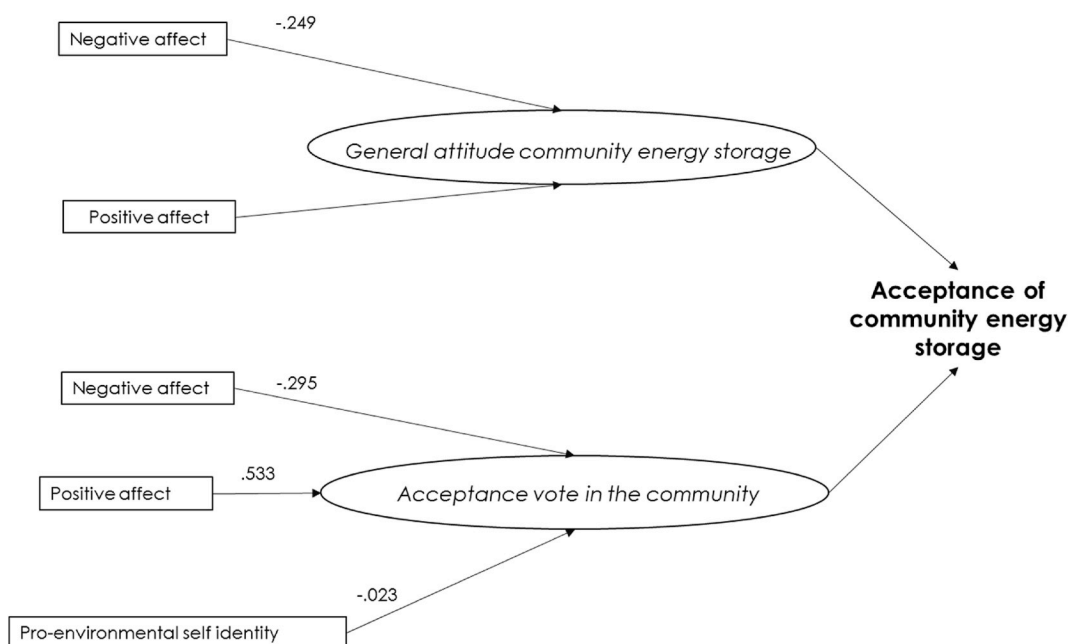 -.249
Negative affect
General attitude community energy storage
Positive affect
Acceptance of
community energy
storage
Negative affect
-.295
.533
Positive affect
Acceptance vote in the community
-.023
Pro-environmental self identity